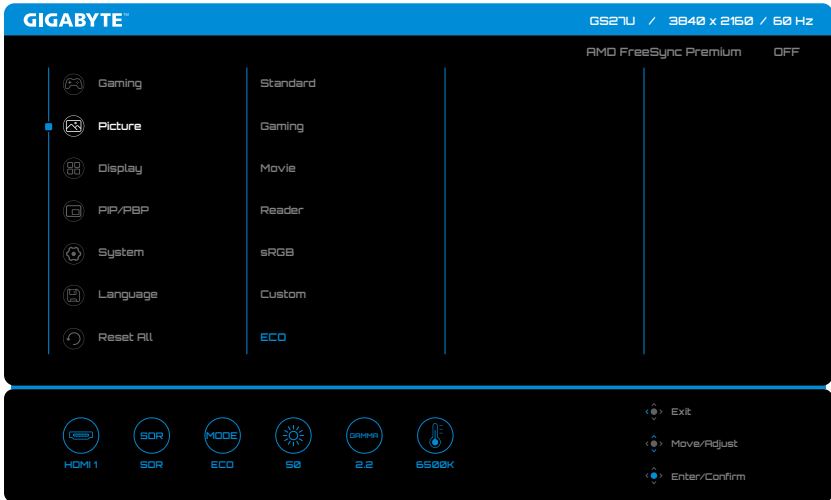 GIGABYTE™
GS27U / 3840 x 2160 / 60 Hz
AMD FreeSync Premium OFF
Gaming Standard
Picture Gaming
Display Movie
PIP/PBP Reader
System sRGB
Language Custom
Reset All ECO
Exit
Move/Adjust
Enter/Confirm
SDR MODE GAMMA
HDMI 1 SDR ECO 50 2.2 6500K